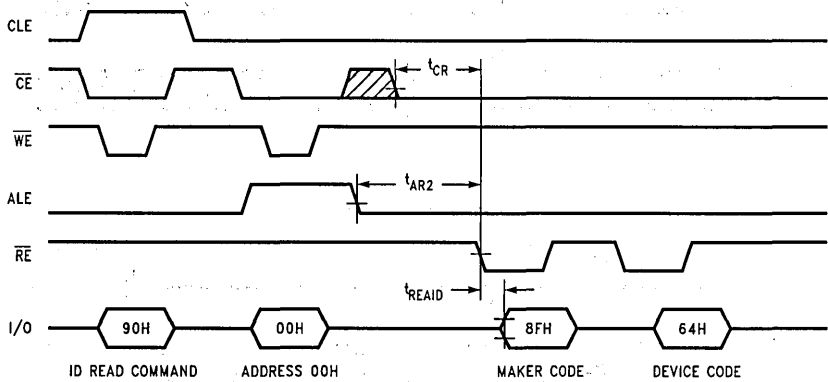 CLE
CE
tCR
WE
ALE
tAR2
RE
tREAID
I/O
90H
00H
8FH
64H
ID READ COMMAND
ADDRESS 00H
MAKER CODE
DEVICE CODE